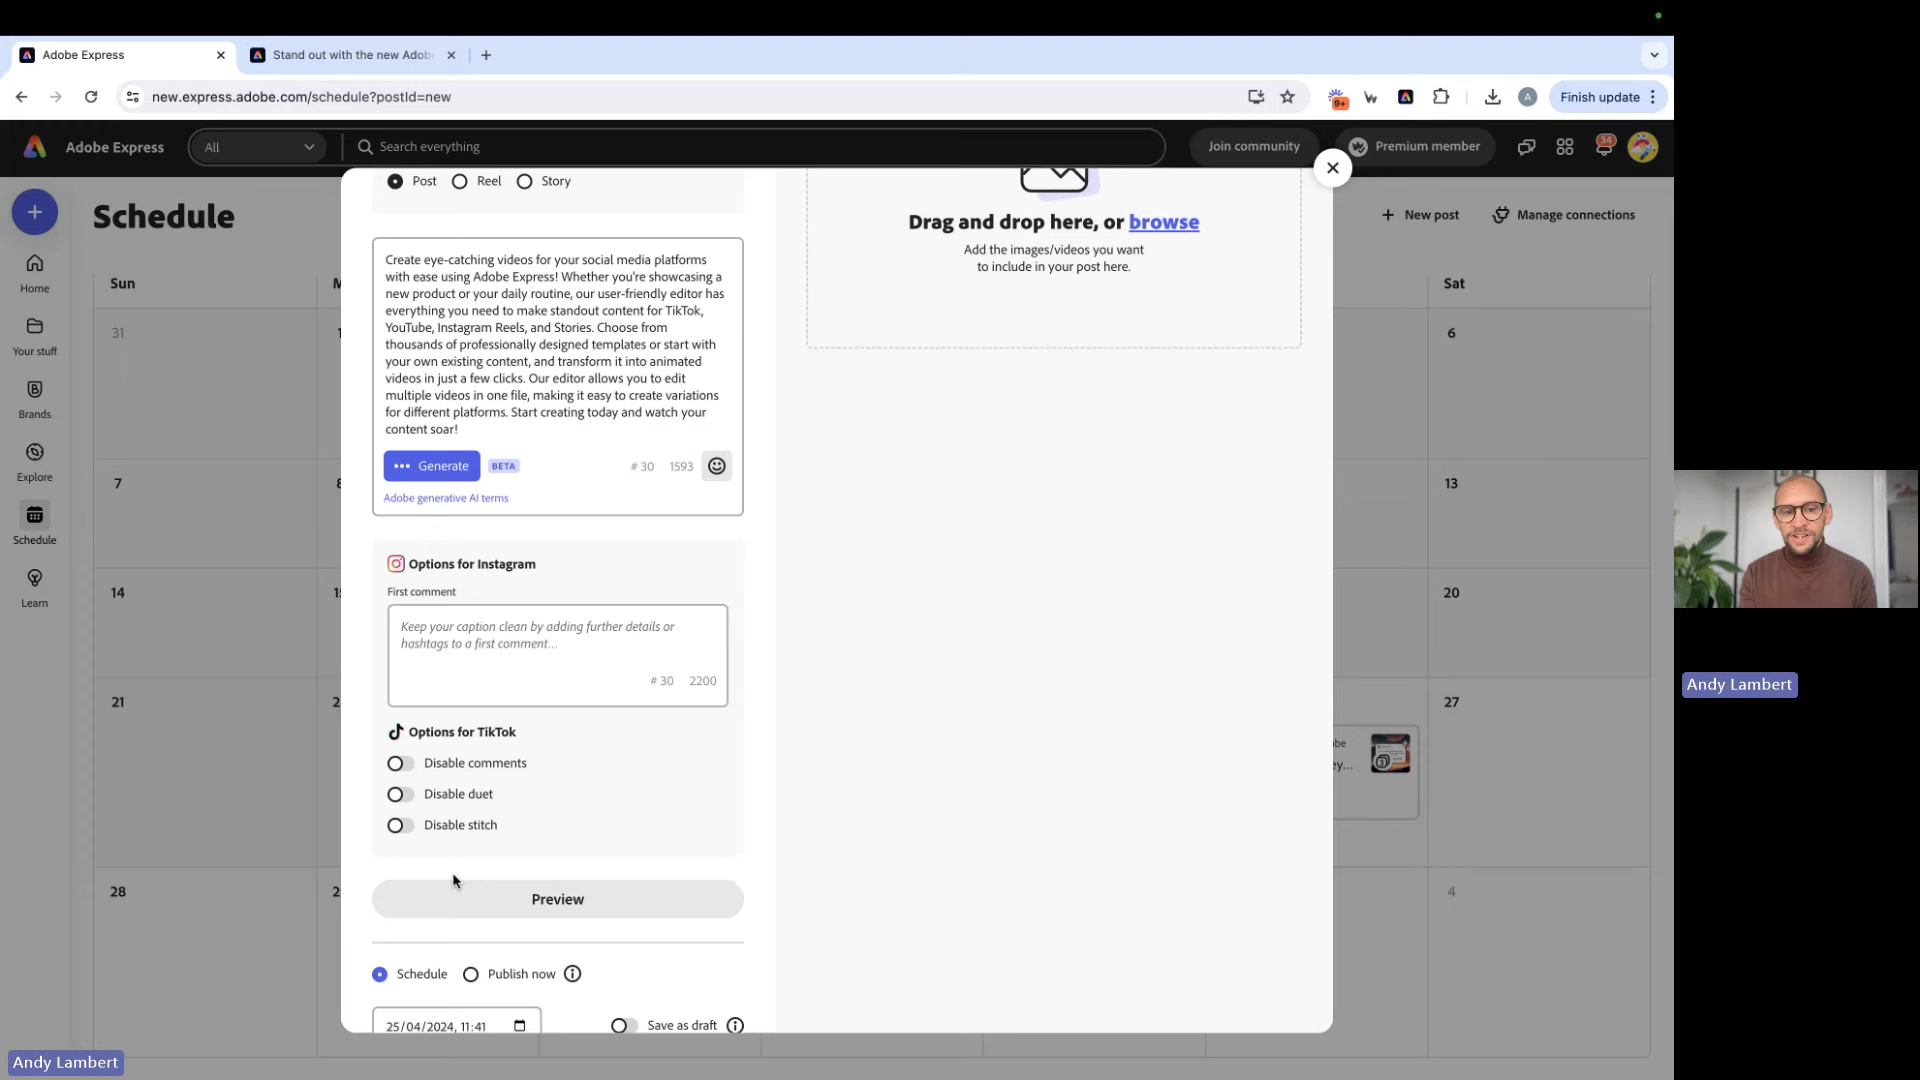 Adobe Express
Stand out with the new Adob
new.express.adobe.com/schedule?postId=new
9+
A
Finish update
Adobe Express
All
Search everything
Join community
Premium member
34
Schedule
New post
Manage connections
Home
Your stuff
Brands
Explore
Schedule
Learn
Sun
M
Sat
31
1
6
7
8
13
14
15
20
21
2
27
28
2
4
be
ey...
Post
Reel
Story
Create eye-catching videos for your social media platforms
with ease using Adobe Express! Whether you're showcasing a
new product or your daily routine, our user-friendly editor has
everything you need to make standout content for TikTok,
YouTube, Instagram Reels, and Stories. Choose from
thousands of professionally designed templates or start with
your own existing content, and transform it into animated
videos in just a few clicks. Our editor allows you to edit
multiple videos in one file, making it easy to create variations
for different platforms. Start creating today and watch your
content soar!
Generate
BETA
# 30 1593
Adobe generative AI terms
Options for Instagram
First comment
Keep your caption clean by adding further details or
hashtags to a first comment...
# 30 2200
Options for TikTok
Disable comments
Disable duet
Disable stitch
Preview
Schedule
Publish now
25/04/2024, 11:41
Save as draft
Drag and drop here, or browse
Add the images/videos you want
to include in your post here.
Andy Lambert
Andy Lambert